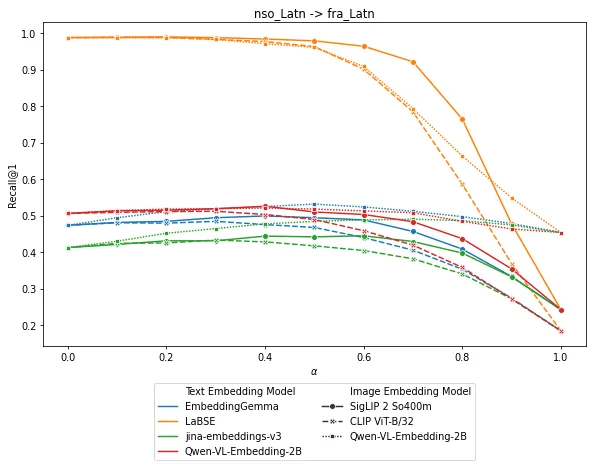 nso_Latn -> fra_Latn
1.0
0.9
0.8
0.7
0.6
0.5
0.4
0.3
0.2
Recall@1
0.0 0.2 0.4 0.6 0.8 1.0
α
Text Embedding Model Image Embedding Model
EmbeddingGemma SigLIP 2 So400m
LaBSE CLIP ViT-B/32
jina-embeddings-v3 Qwen-VL-Embedding-2B
Qwen-VL-Embedding-2B